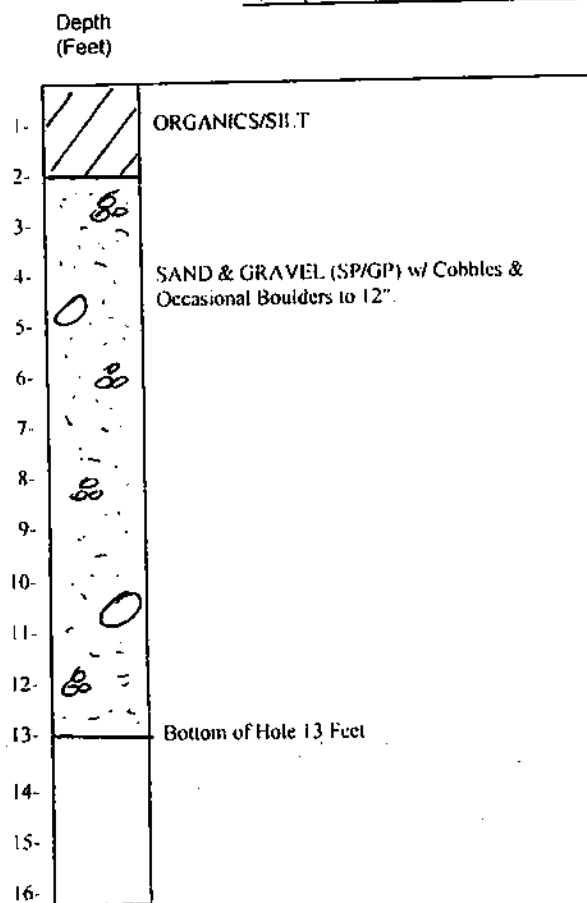 Depth
(Feet)
1-
ORGANICS/SILT
2-
3-
4-
SAND & GRAVEL (SP/GP) w/ Cobbles &
Occasional Boulders to 12".
5-
6-
7-
8-
9-
10-
11-
12-
13-
Bottom of Hole 13 Feet
14-
15-
16-